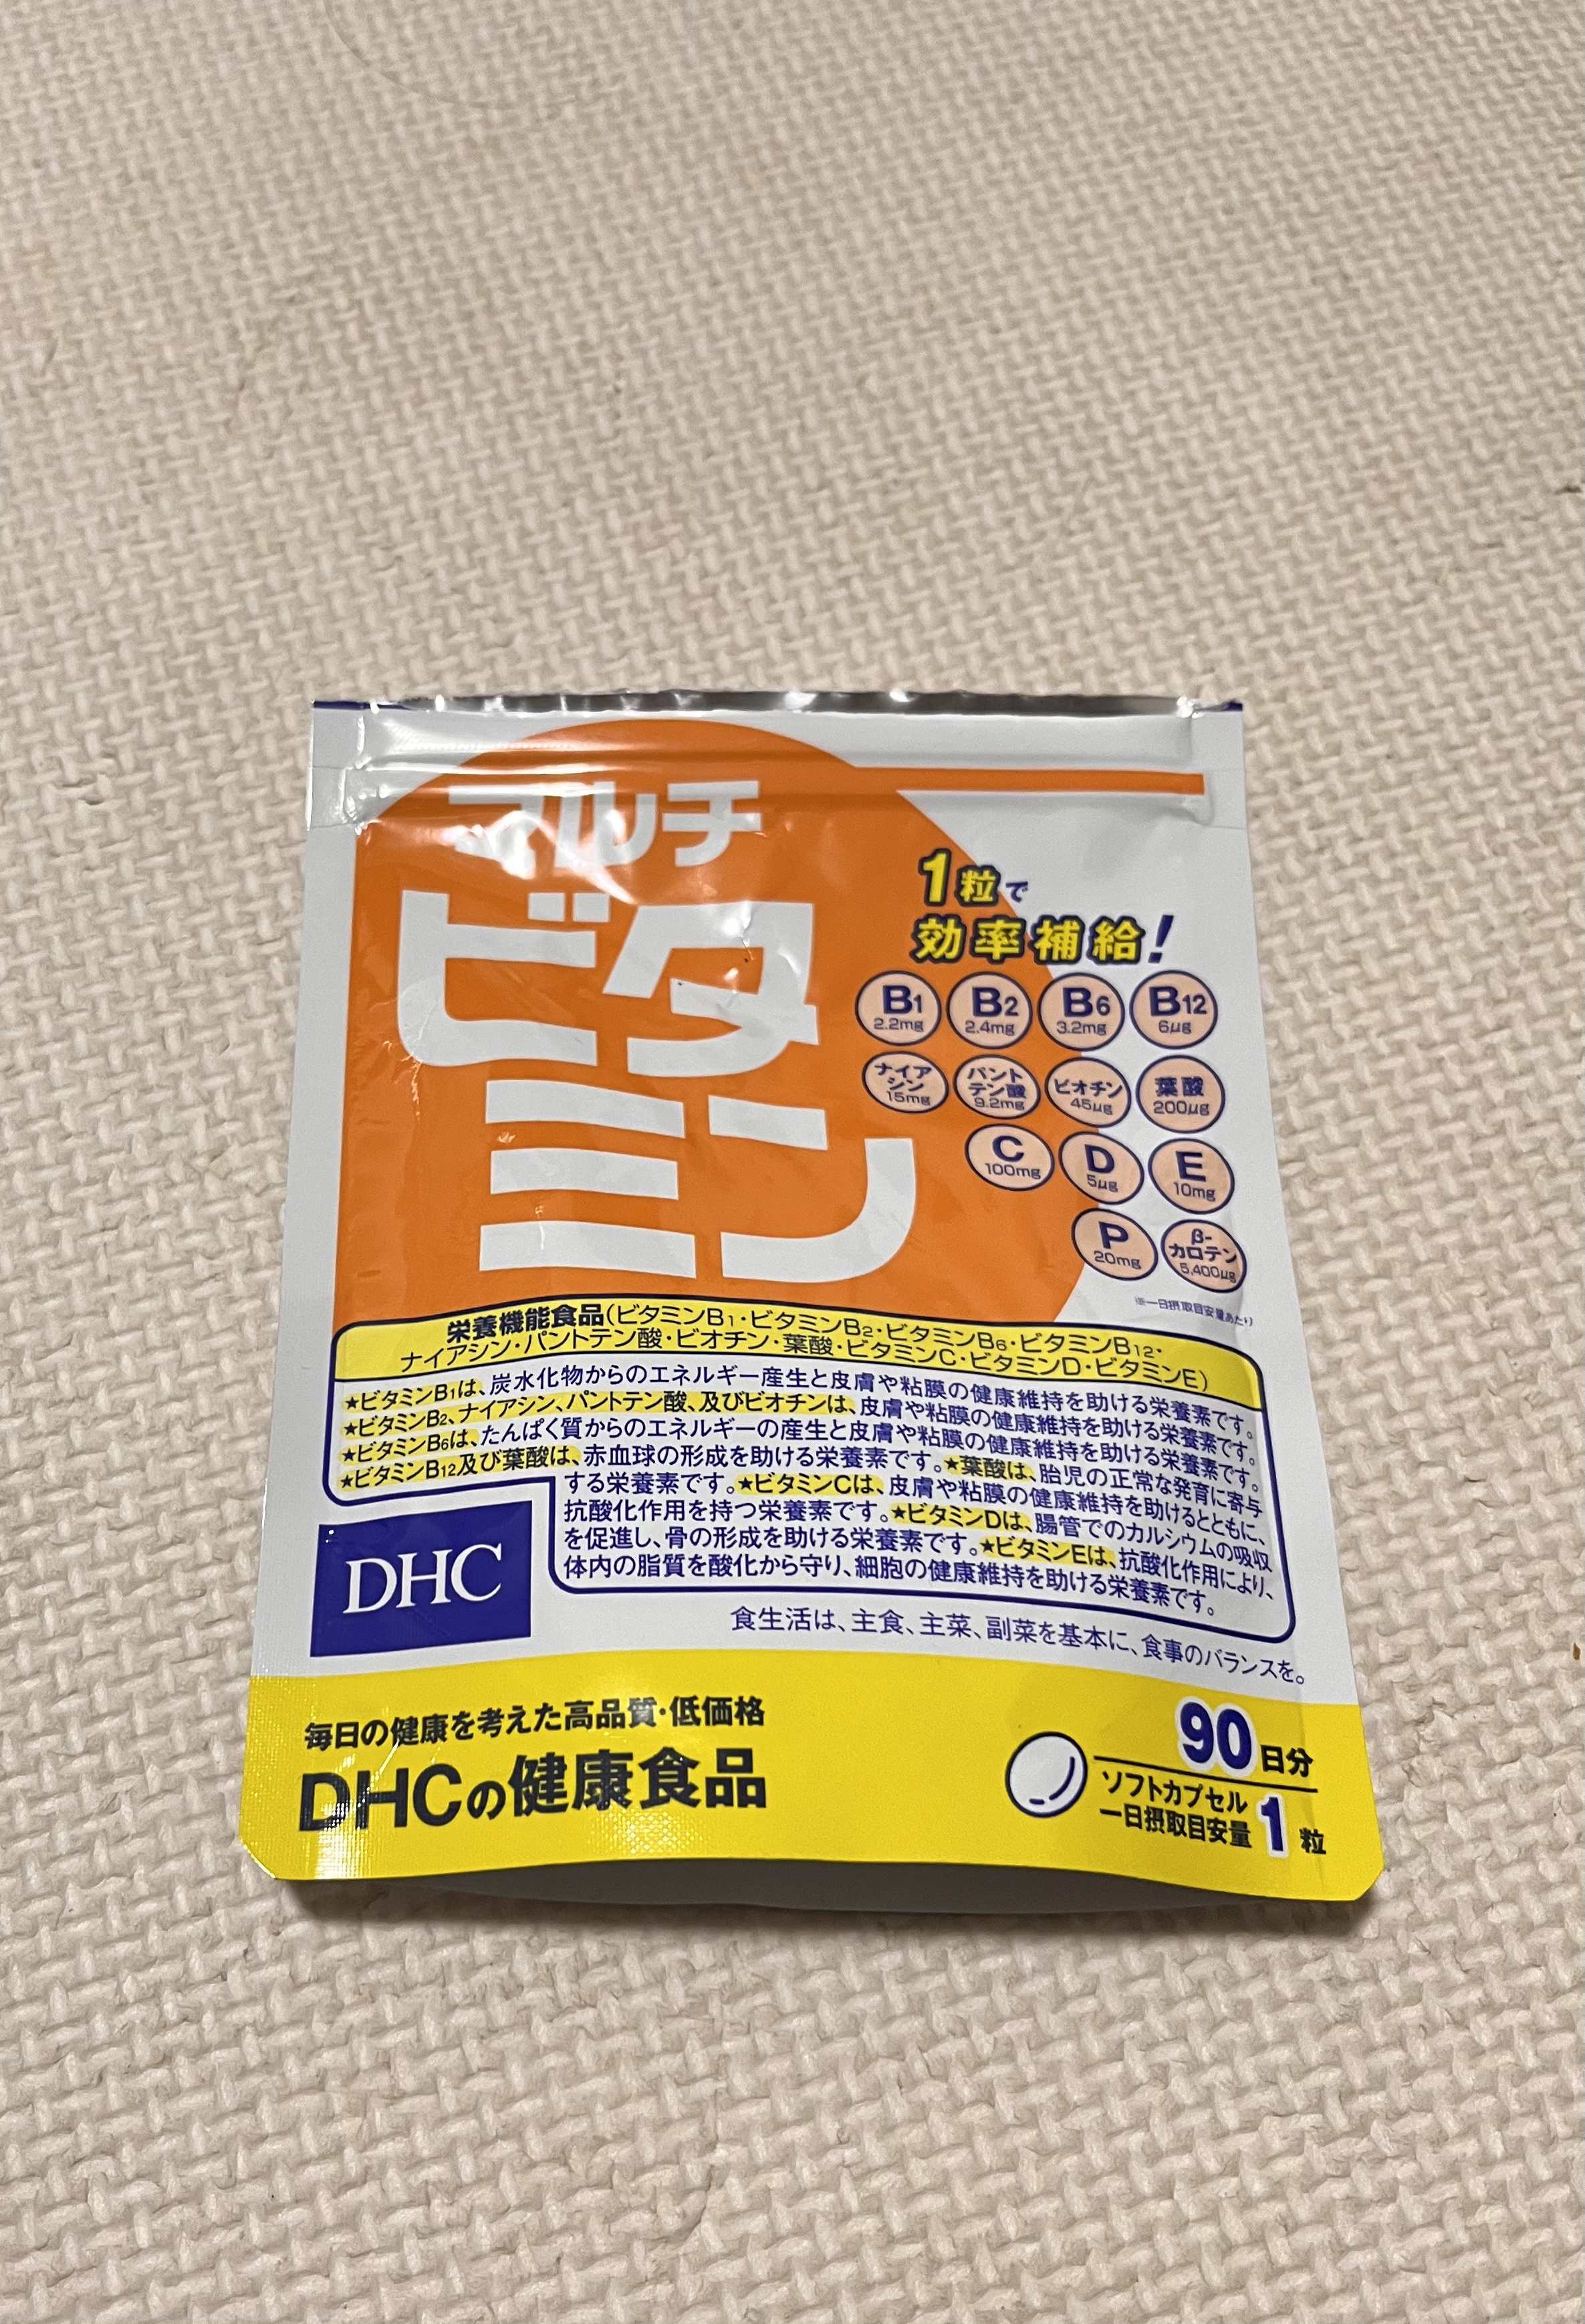 マルチ
ビタ
ミン
1粒で
効率補給!
B1 B2 B6 B12
2.2mg 2.4mg 3.2mg 6μg
ナイア パント ビオチン 葉酸
シン テン酸 45μg 200μg
15mg 9.2mg
C D E
100mg 5μg 10mg
P β-
20mg カロテン
5,400μg
※一日摂取目安量あたり
栄養機能食品(ビタミンB1・ビタミンB2・ビタミンB6・ビタミンB12・
ナイアシン・パントテン酸・ビオチン・葉酸・ビタミンC・ビタミンD・ビタミンE)
★ビタミンB1は、炭水化物からのエネルギー産生と皮膚や粘膜の健康維持を助ける栄養素です。
★ビタミンB2、ナイアシン、パントテン酸、及びビオチンは、皮膚や粘膜の健康維持を助ける栄養素です。
★ビタミンB6は、たんぱく質からのエネルギーの産生と皮膚や粘膜の健康維持を助ける栄養素です。
★ビタミンB12及び葉酸は、赤血球の形成を助ける栄養素です。★葉酸は、胎児の正常な発育に寄与
する栄養素です。★ビタミンCは、皮膚や粘膜の健康維持を助けるとともに、
抗酸化作用を持つ栄養素です。★ビタミンDは、腸管でのカルシウムの吸収
を促進し、骨の形成を助ける栄養素です。★ビタミンEは、抗酸化作用により、
体内の脂質を酸化から守り、細胞の健康維持を助ける栄養素です。
DHC
食生活は、主食、主菜、副菜を基本に、食事のバランスを。
毎日の健康を考えた高品質・低価格
DHCの健康食品
90日分
ソフトカプセル
一日摂取目安量 1粒